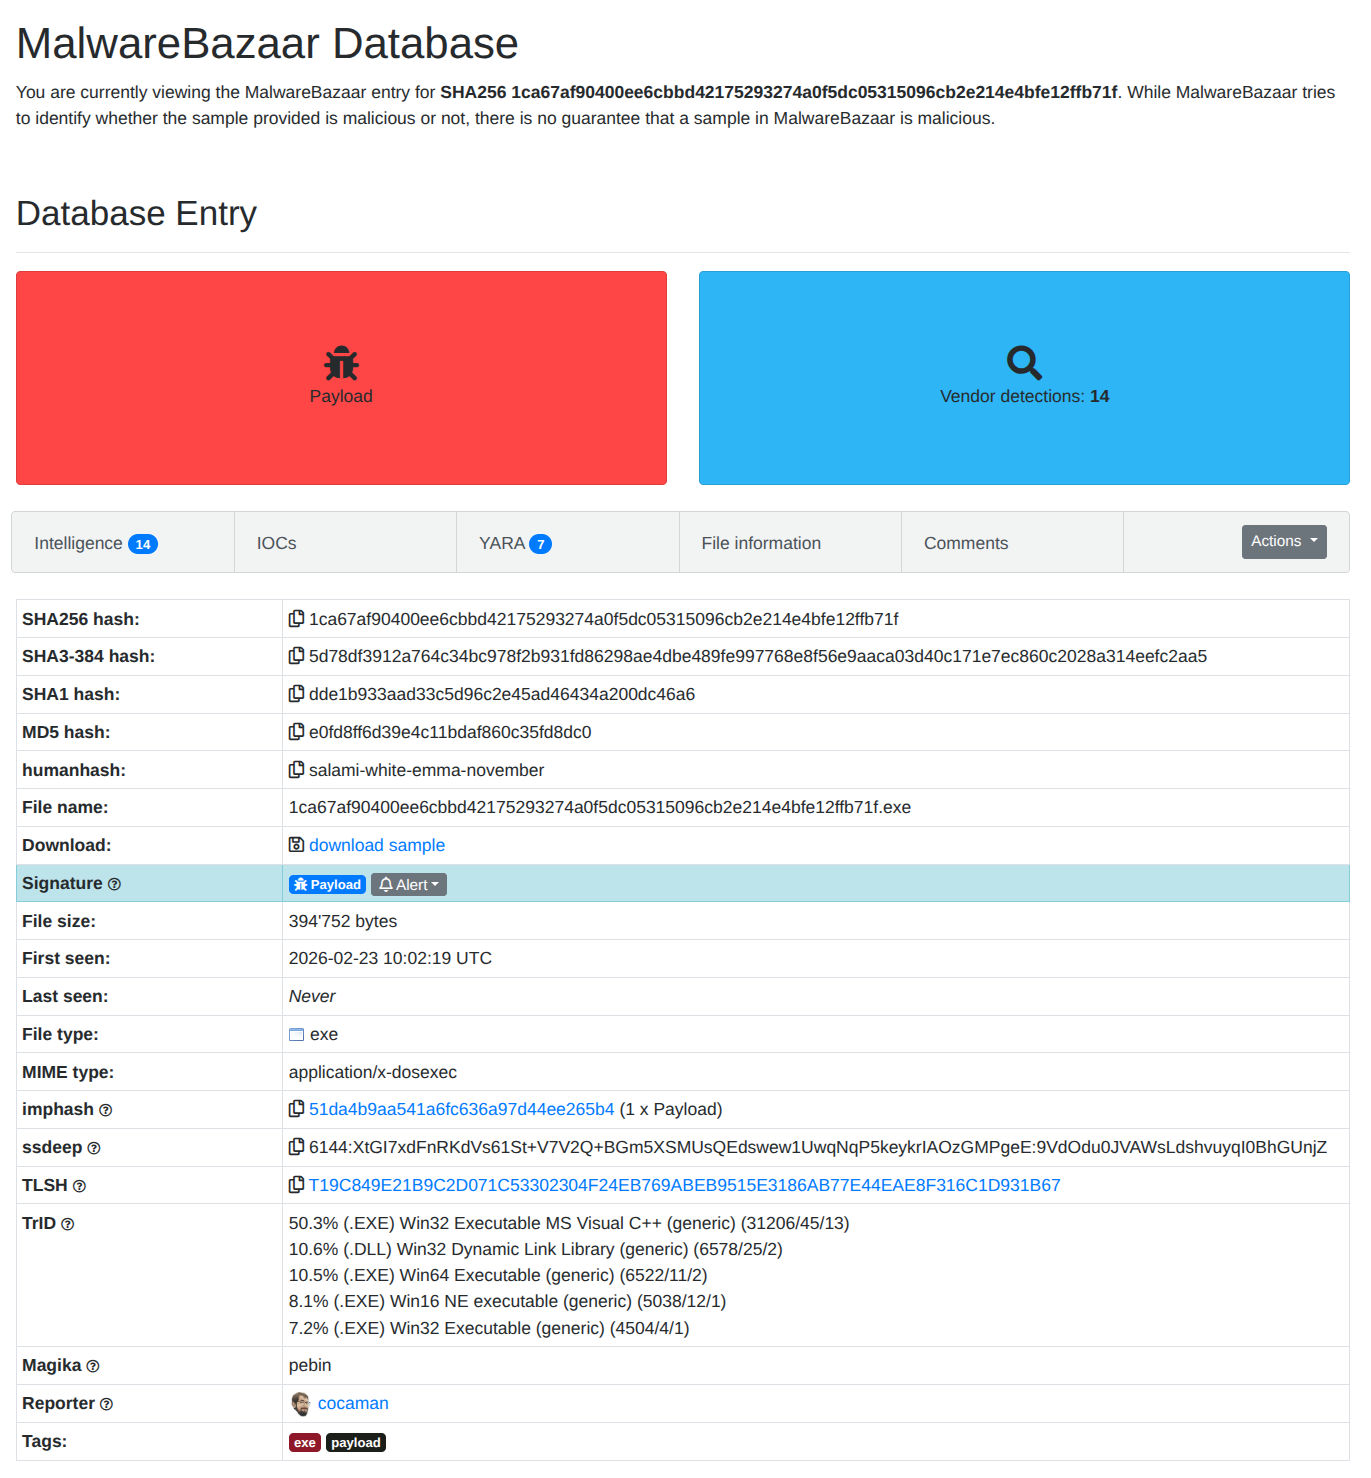 MalwareBazaar Database
You are currently viewing the MalwareBazaar entry for SHA256 1ca67af90400ee6cbbd42175293274a0f5dc05315096cb2e214e4bfe12ffb71f. While MalwareBazaar tries
to identify whether the sample provided is malicious or not, there is no guarantee that a sample in MalwareBazaar is malicious.
Database Entry
Payload
Vendor detections: 14
Intelligence 14 IOCs YARA 7 File information Comments Actions
SHA256 hash: 1ca67af90400ee6cbbd42175293274a0f5dc05315096cb2e214e4bfe12ffb71f
SHA3-384 hash: 5d78df3912a764c34bc978f2b931fd86298ae4dbe489fe997768e8f56e9aaca03d40c171e7ec860c2028a314eefc2aa5
SHA1 hash: dde1b933aad33c5d96c2e45ad46434a200dc46a6
MD5 hash: e0fd8ff6d39e4c11bdaf860c35fd8dc0
humanhash: salami-white-emma-november
File name: 1ca67af90400ee6cbbd42175293274a0f5dc05315096cb2e214e4bfe12ffb71f.exe
Download: download sample
Signature Payload Alert
File size: 394'752 bytes
First seen: 2026-02-23 10:02:19 UTC
Last seen: Never
File type: exe
MIME type: application/x-dosexec
imphash 51da4b9aa541a6fc636a97d44ee265b4 (1 x Payload)
ssdeep 6144:XtGI7xdFnRKdVs61St+V7V2Q+BGm5XSMUsQEdswew1UwqNqP5keykrIAOzGMPgeE:9VdOdu0JVAWsLdshvuyqI0BhGUnjZ
TLSH T19C849E21B9C2D071C53302304F24EB769ABEB9515E3186AB77E44EAE8F316C1D931B67
TrID 50.3% (.EXE) Win32 Executable MS Visual C++ (generic) (31206/45/13)
10.6% (.DLL) Win32 Dynamic Link Library (generic) (6578/25/2)
10.5% (.EXE) Win64 Executable (generic) (6522/11/2)
8.1% (.EXE) Win16 NE executable (generic) (5038/12/1)
7.2% (.EXE) Win32 Executable (generic) (4504/4/1)
Magika pebin
Reporter cocaman
Tags: exe payload